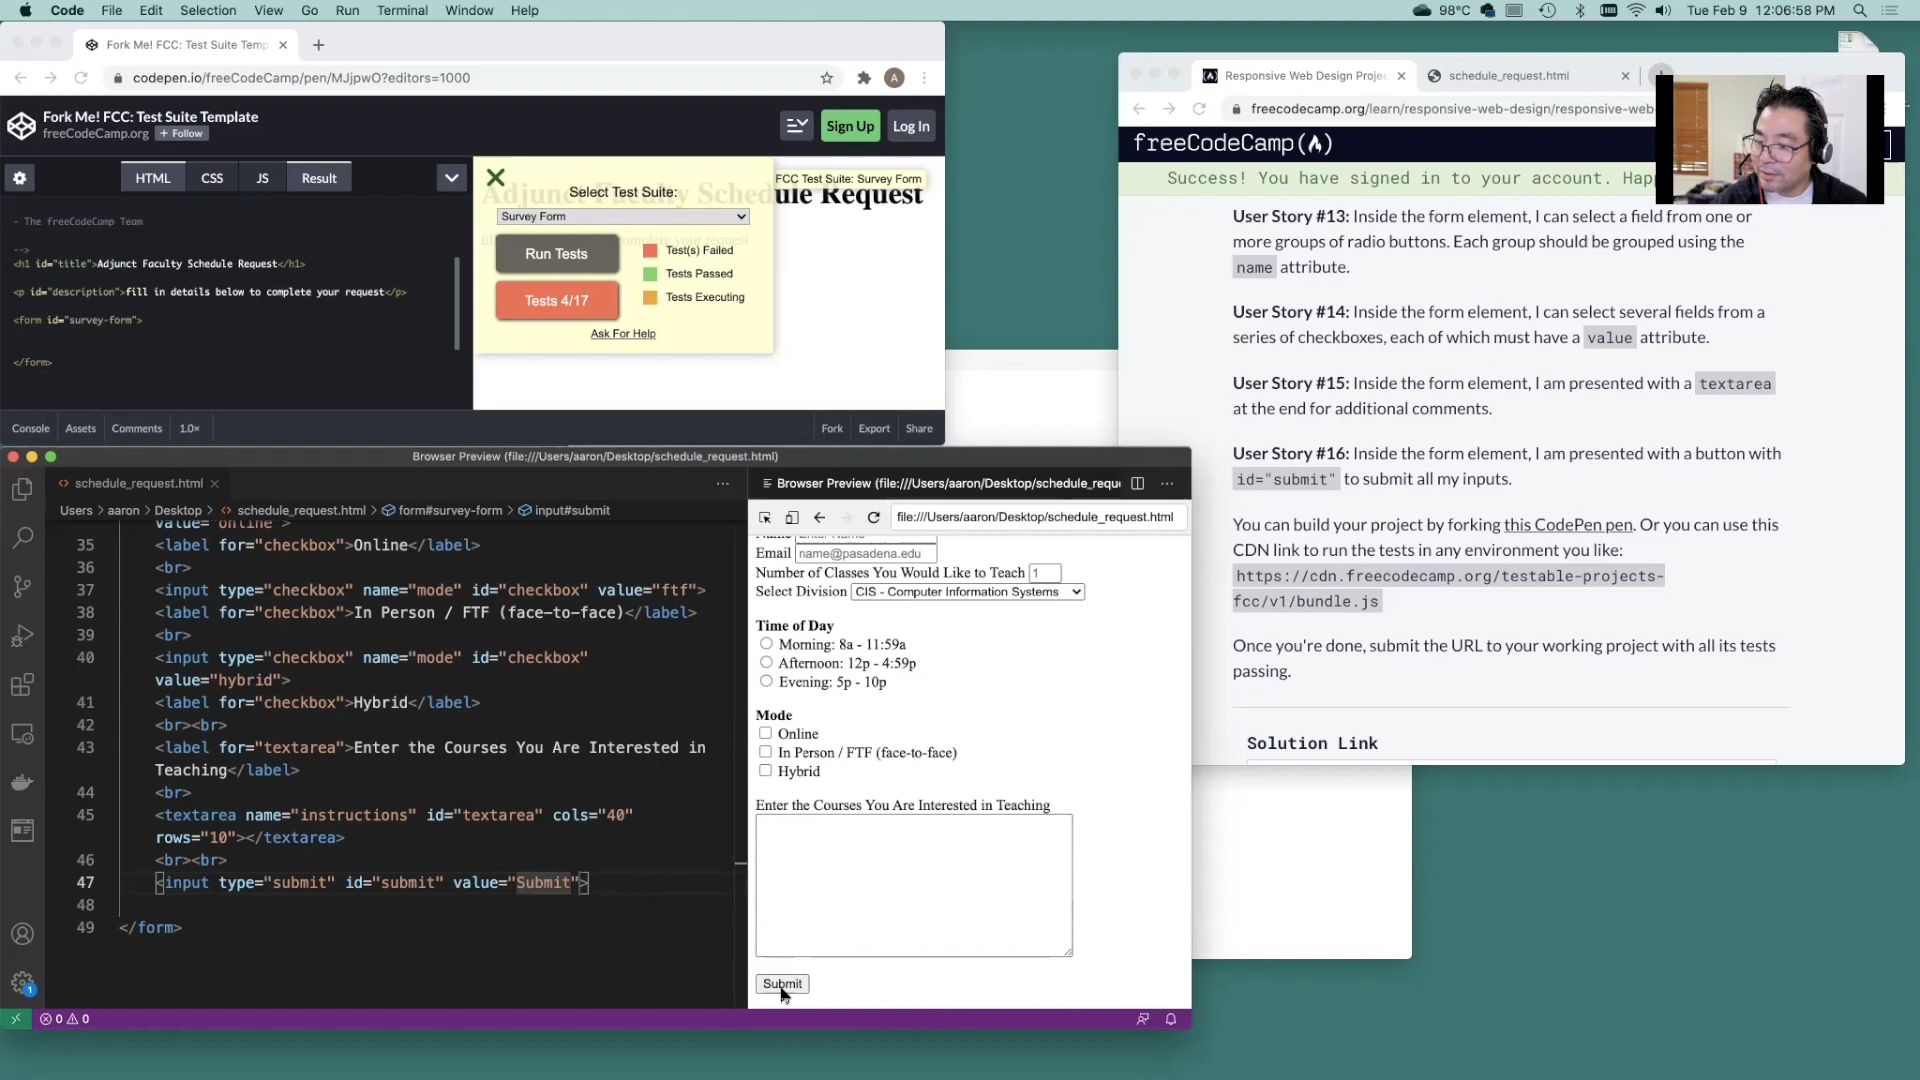 Code File Edit Selection View Go Run Terminal Window Help
98°C Tue Feb 9 12:06:58 PM
Fork Me! FCC: Test Suite Temp
codepen.io/freeCodeCamp/pen/MJjpwO?editors=1000
A
Fork Me! FCC: Test Suite Template
freeCodeCamp.org + Follow
Sign Up
Log In
HTML CSS JS Result
- The freeCodeCamp Team
-->
<h1 id="title">Adjunct Faculty Schedule Request</h1>
<p id="description">fill in details below to complete your request</p>
<form id="survey-form">
</form>
Adjunct Faculty Schedule Request
FCC Test Suite: Survey Form
Select Test Suite:
Survey Form
Run Tests
Tests 4/17
Test(s) Failed
Tests Passed
Tests Executing
Ask For Help
Console Assets Comments 1.0×
Fork Export Share
Responsive Web Design Projec
schedule_request.html
freecodecamp.org/learn/responsive-web-design/responsive-web-
freeCodeCamp
Success! You have signed in to your account. Hap
User Story #13: Inside the form element, I can select a field from one or
more groups of radio buttons. Each group should be grouped using the
name attribute.
User Story #14: Inside the form element, I can select several fields from a
series of checkboxes, each of which must have a value attribute.
User Story #15: Inside the form element, I am presented with a textarea
at the end for additional comments.
User Story #16: Inside the form element, I am presented with a button with
id="submit" to submit all my inputs.
You can build your project by forking this CodePen pen. Or you can use this
CDN link to run the tests in any environment you like:
https://cdn.freecodecamp.org/testable-projects-
fcc/v1/bundle.js
Once you're done, submit the URL to your working project with all its tests
passing.
Solution Link
Browser Preview (file:///Users/aaron/Desktop/schedule_request.html)
schedule_request.html
Users > aaron > Desktop > schedule_request.html > form#survey-form > input#submit
value="online">
35 <label for="checkbox">Online</label>
36 <br>
37 <input type="checkbox" name="mode" id="checkbox" value="ftf">
38 <label for="checkbox">In Person / FTF (face-to-face)</label>
39 <br>
40 <input type="checkbox" name="mode" id="checkbox"
value="hybrid">
41 <label for="checkbox">Hybrid</label>
42 <br><br>
43 <label for="textarea">Enter the Courses You Are Interested in
Teaching</label>
44 <br>
45 <textarea name="instructions" id="textarea" cols="40"
rows="10"></textarea>
46 <br><br>
47 <input type="submit" id="submit" value="Submit">
48
49 </form>
1
0 0
Browser Preview (file:///Users/aaron/Desktop/schedule_reque
file:///Users/aaron/Desktop/schedule_request.html
Name Enter Name
Email name@pasadena.edu
Number of Classes You Would Like to Teach 1
Select Division CIS - Computer Information Systems
Time of Day
Morning: 8a - 11:59a
Afternoon: 12p - 4:59p
Evening: 5p - 10p
Mode
Online
In Person / FTF (face-to-face)
Hybrid
Enter the Courses You Are Interested in Teaching
Submit